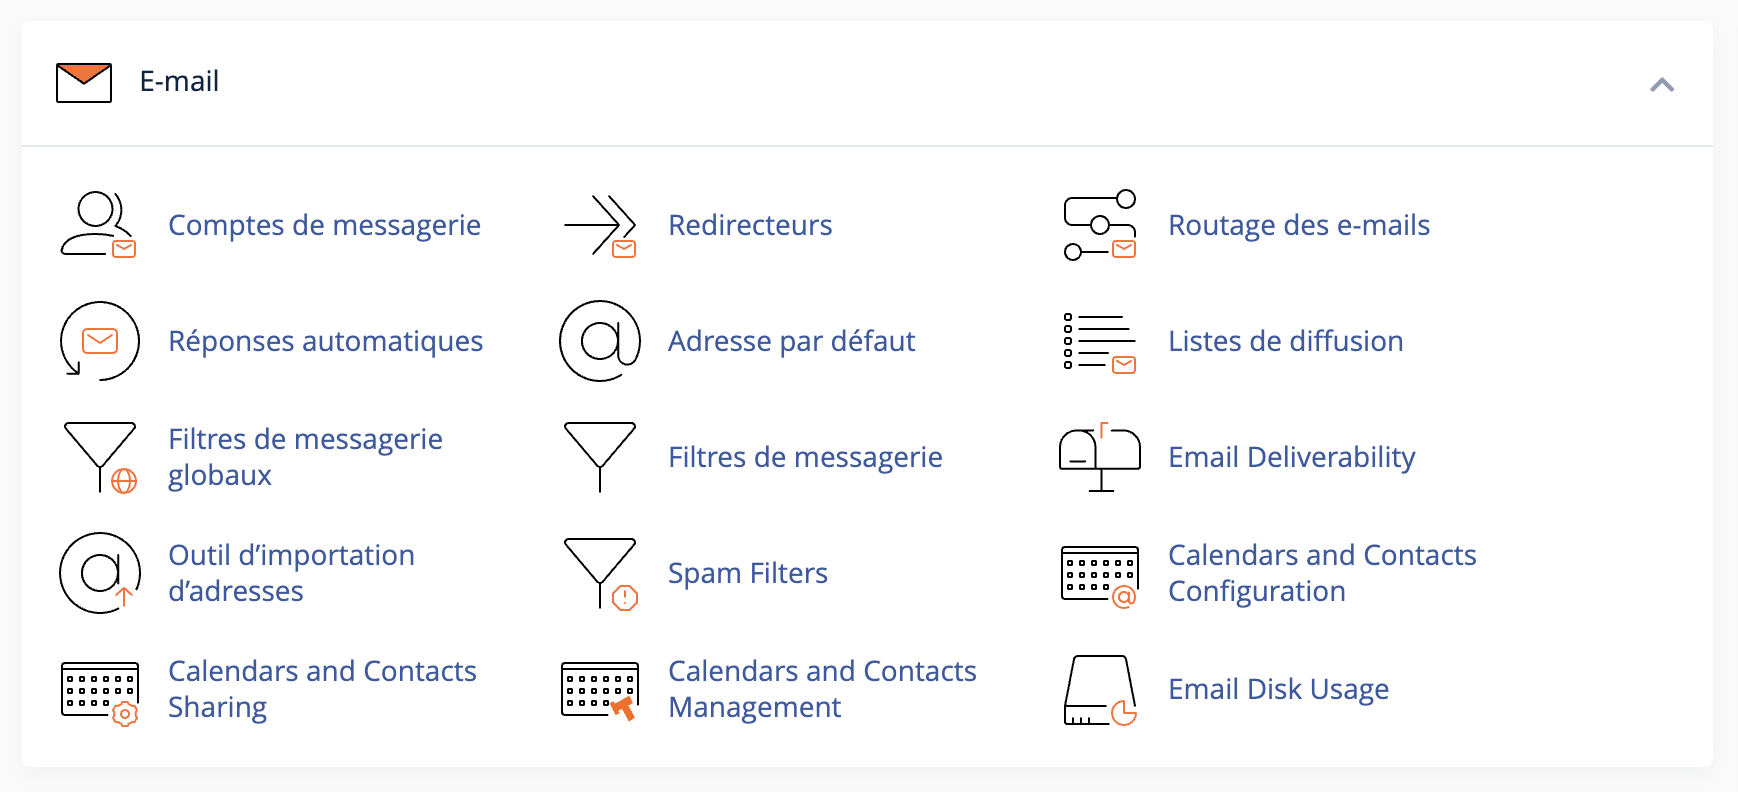 E-mail
Comptes de messagerie
Redirecteurs
Routage des e-mails
Réponses automatiques
Adresse par défaut
Listes de diffusion
Filtres de messagerie
globaux
Filtres de messagerie
Email Deliverability
Outil d’importation
d’adresses
Spam Filters
Calendars and Contacts
Configuration
Calendars and Contacts
Sharing
Calendars and Contacts
Management
Email Disk Usage